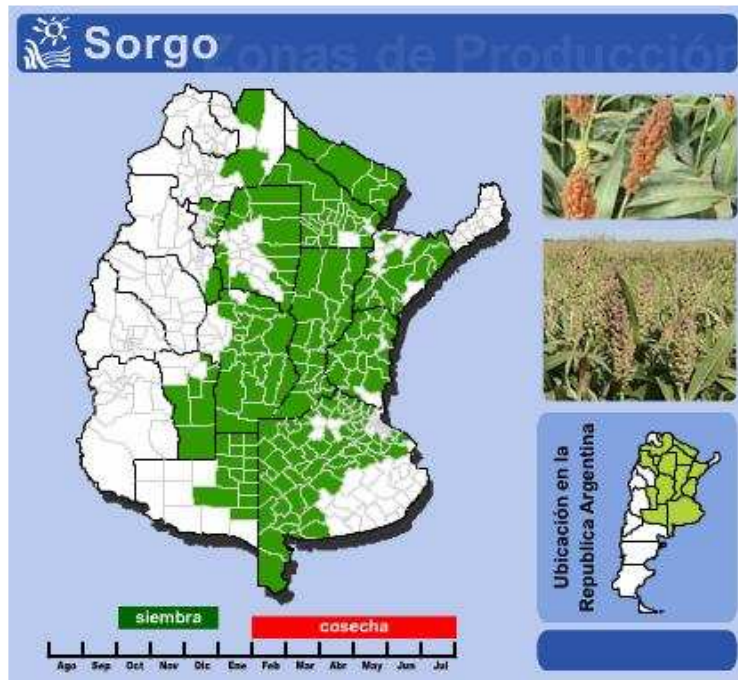 Sorgo
Zonas de Producción
Ubicación en la
Republica Argentina
siembra
cosecha
Ago Sep Oct Nov Dic Ene Feb Mar Abr May Jun Jul